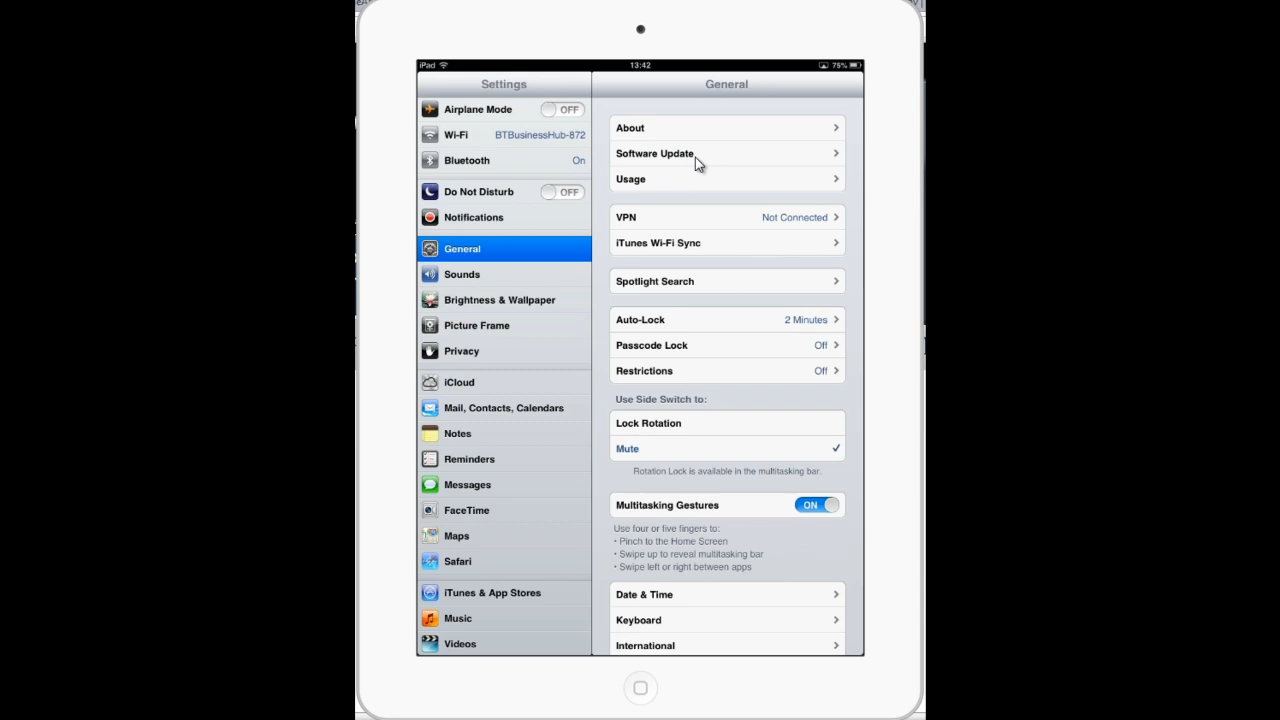 iPad 13:42 75%
Settings
Airplane Mode OFF
Wi-Fi BTBusinessHub-872
Bluetooth On
Do Not Disturb OFF
Notifications
General
Sounds
Brightness & Wallpaper
Picture Frame
Privacy
iCloud
Mail, Contacts, Calendars
Notes
Reminders
Messages
FaceTime
Maps
Safari
iTunes & App Stores
Music
Videos
General
About
Software Update
Usage
VPN Not Connected
iTunes Wi-Fi Sync
Spotlight Search
Auto-Lock 2 Minutes
Passcode Lock Off
Restrictions Off
Use Side Switch to:
Lock Rotation
Mute
Rotation Lock is available in the multitasking bar.
Multitasking Gestures ON
Use four or five fingers to:
• Pinch to the Home Screen
• Swipe up to reveal multitasking bar
• Swipe left or right between apps
Date & Time
Keyboard
International